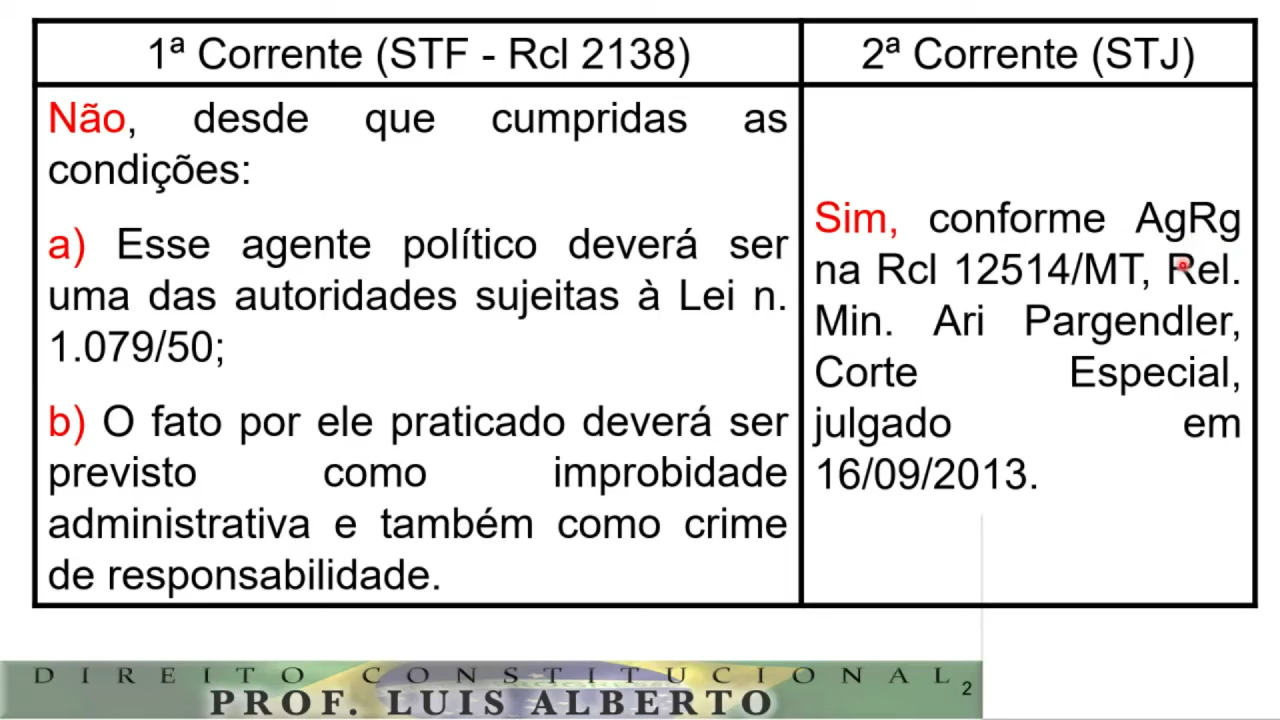 1ª Corrente (STF - Rcl 2138)
2ª Corrente (STJ)
Não, desde que cumpridas as
condições:
a) Esse agente político deverá ser
uma das autoridades sujeitas à Lei n.
1.079/50;
b) O fato por ele praticado deverá ser
previsto como improbidade
administrativa e também como crime
de responsabilidade.
Sim, conforme AgRg
na Rcl 12514/MT, Rel.
Min. Ari Pargendler,
Corte Especial,
julgado em
16/09/2013.
DIREITO CONSTITUCIONAL
PROF. LUIS ALBERTO
2